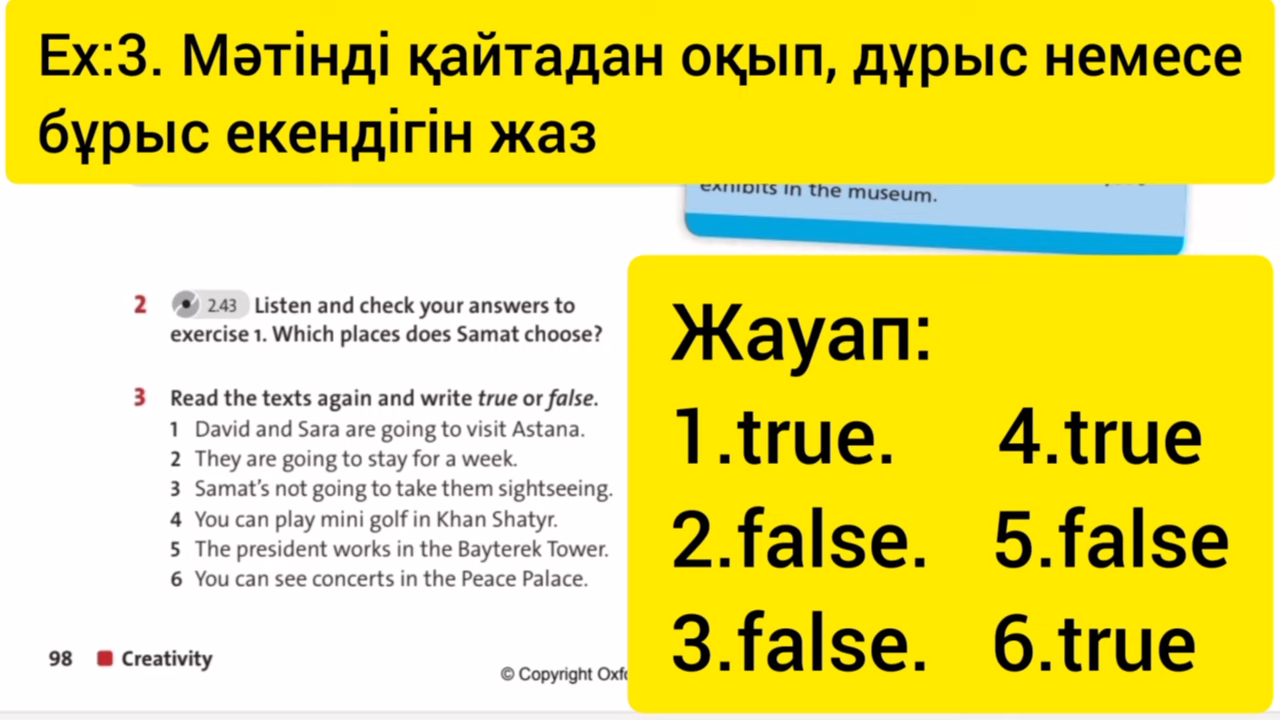 Ex:3. Мәтінді қайтадан оқып, дұрыс немесе
бұрыс екендігін жаз
exhibits in the museum.
2 2.43 Listen and check your answers to
exercise 1. Which places does Samat choose?
3 Read the texts again and write true or false.
1 David and Sara are going to visit Astana.
2 They are going to stay for a week.
3 Samat's not going to take them sightseeing.
4 You can play mini golf in Khan Shatyr.
5 The president works in the Bayterek Tower.
6 You can see concerts in the Peace Palace.
98 Creativity
© Copyright
Жауап:
1.true. 4.true
2.false. 5.false
3.false. 6.true